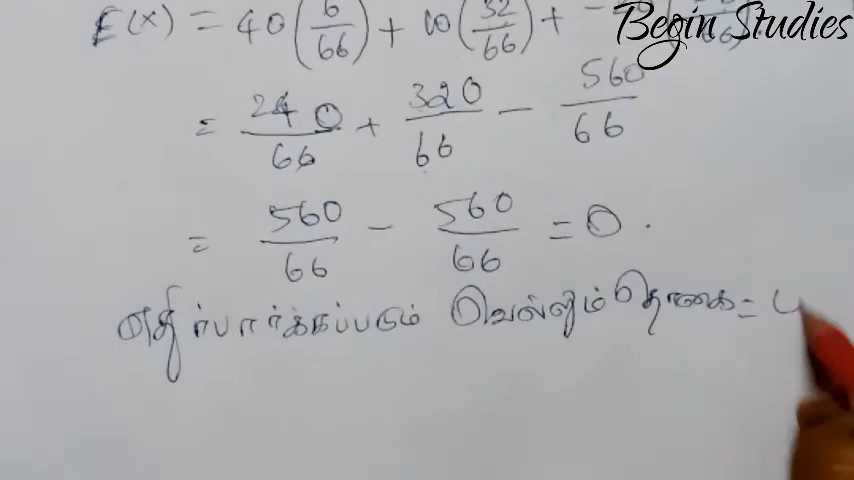 Begin Studies
E(x) = 40(6/66) + 10(32/66) + -
= 240/66 + 320/66 - 560/66
= 560/66 - 560/66 = 0.
எதிர்பார்க்கப்படும் வெல்லும் தொகை =